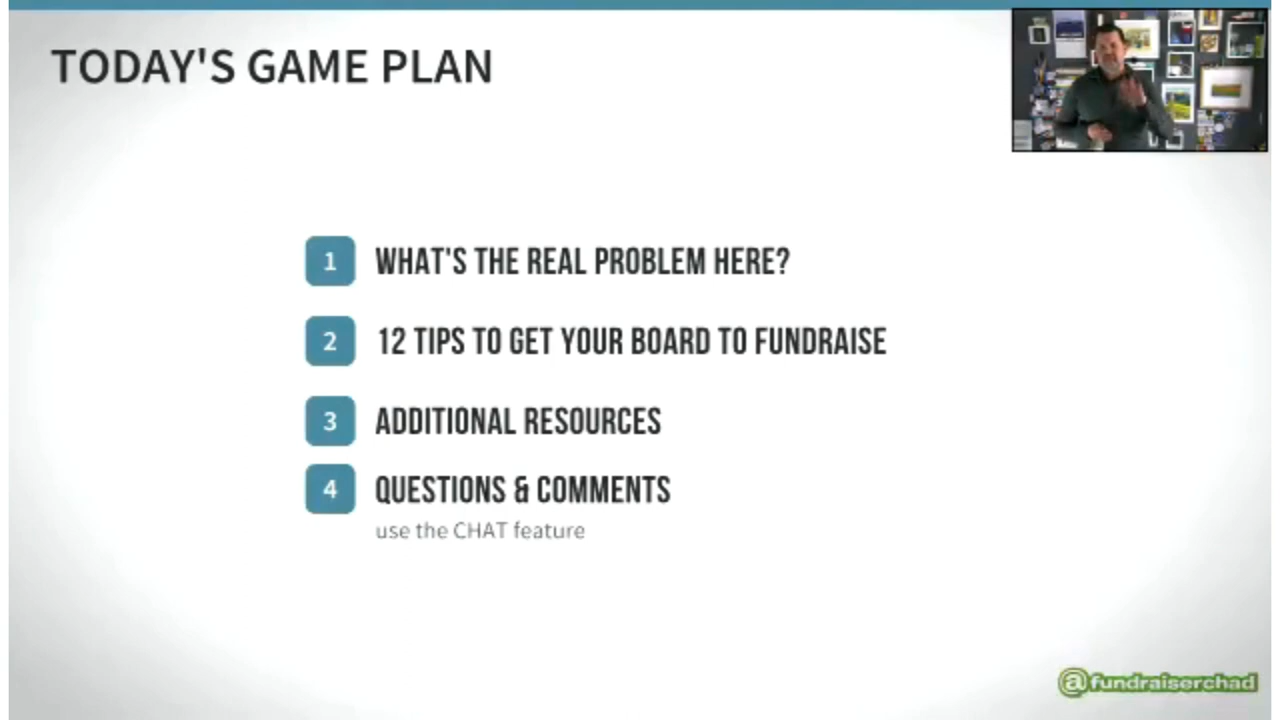 TODAY'S GAME PLAN
1 WHAT'S THE REAL PROBLEM HERE?
2 12 TIPS TO GET YOUR BOARD TO FUNDRAISE
3 ADDITIONAL RESOURCES
4 QUESTIONS & COMMENTS
use the CHAT feature
@fundraiserchad